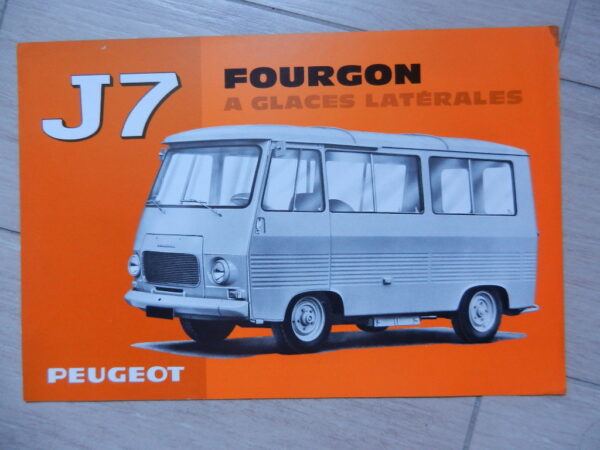 J7
FOURGON
A GLACES LATÉRALES
PEUGEOT